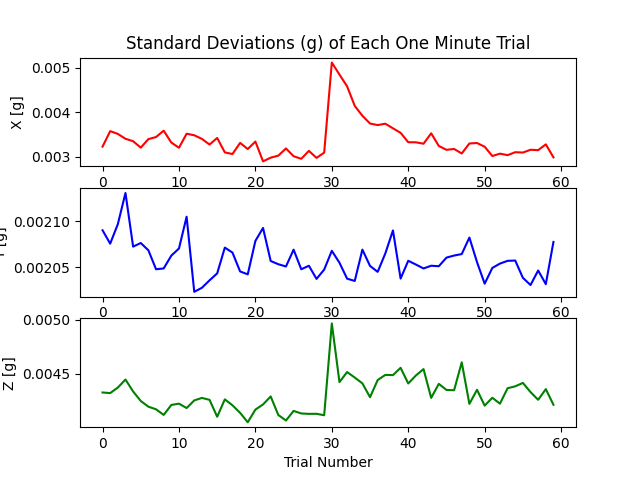 Standard Deviations (g) of Each One Minute Trial
X [g]
0.005
0.004
0.003
0 10 20 30 40 50 60
[g]
0.00210
0.00205
0 10 20 30 40 50 60
Z [g]
0.0050
0.0045
0 10 20 30 40 50 60
Trial Number